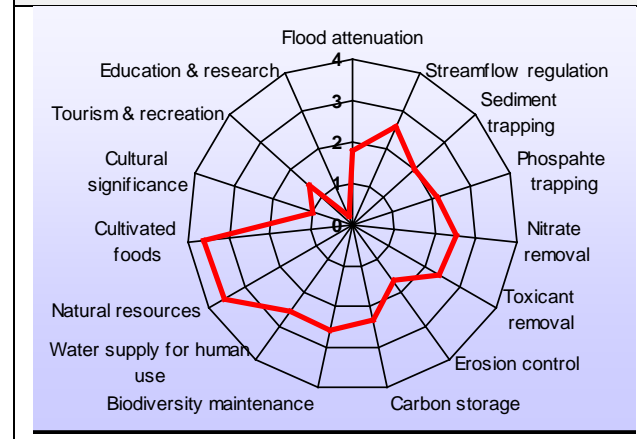 Flood attenuation
4
Education & research
Streamflow regulation
3
Sediment
trapping
Tourism & recreation
2
Cultural
significance
Phospahte
trapping
1
Cultivated
foods
0
Nitrate
removal
Natural resources
Toxicant
removal
Water supply for human
use
Erosion control
Biodiversity maintenance
Carbon storage